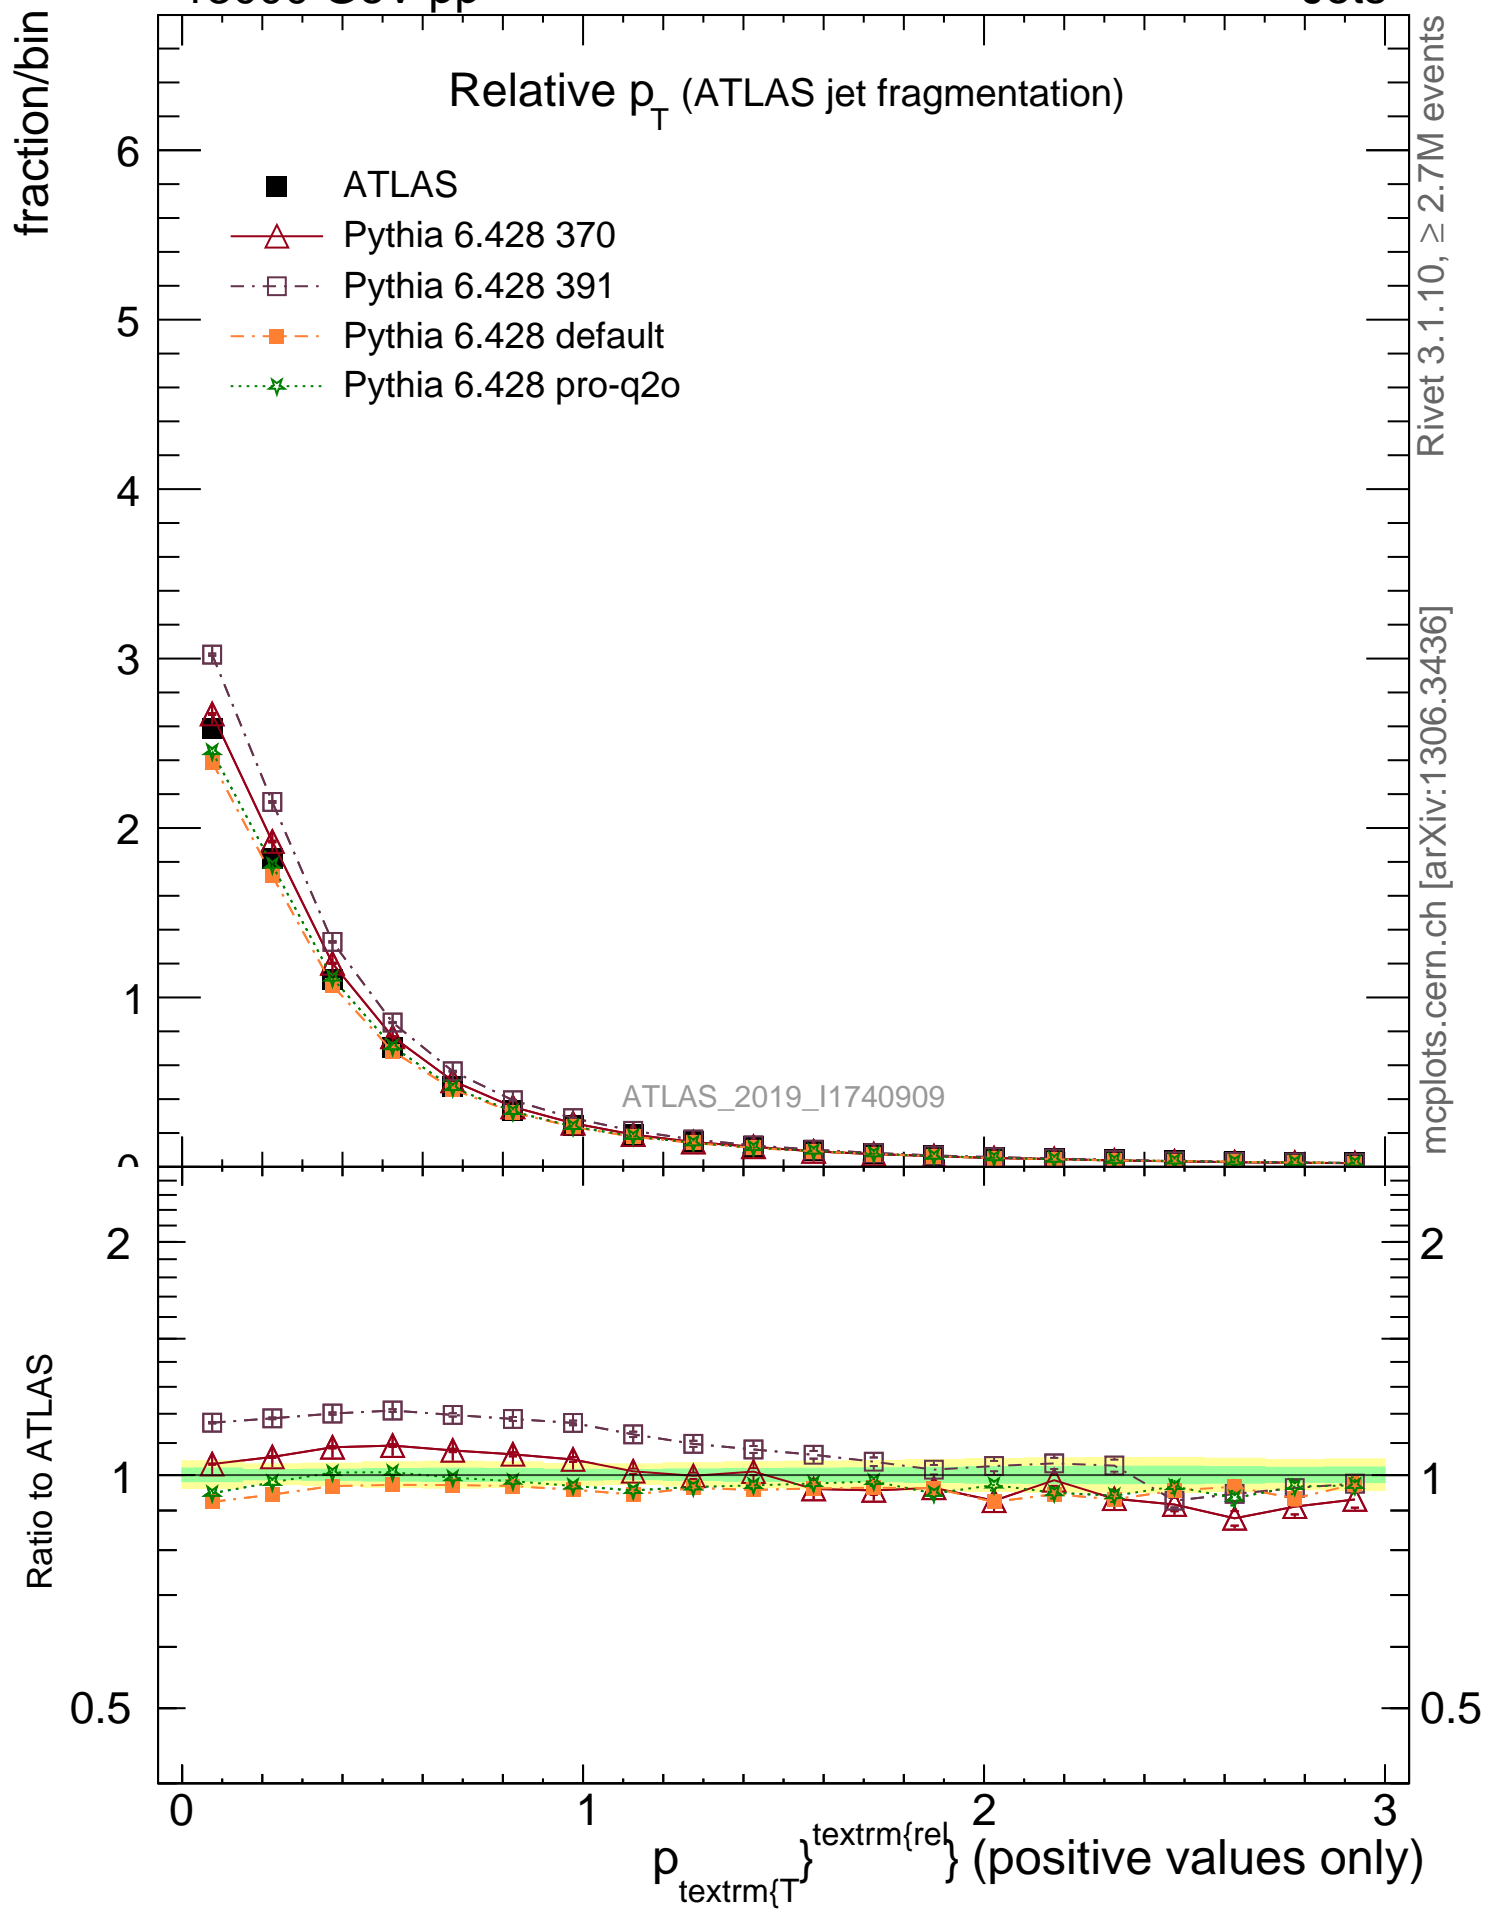 fraction/bin
Relative pT (ATLAS jet fragmentation)
ATLAS
Pythia 6.428 370
Pythia 6.428 391
Pythia 6.428 default
Pythia 6.428 pro-q2o
6
5
4
3
2
1
ATLAS_2019_I1740909
Rivet 3.1.10, ≥ 2.7M events
mcplots.cern.ch [arXiv:1306.3436]
Ratio to ATLAS
2
1
0.5
2
1
0.5
0 1 2 3
p_textrm{T}^textrm{rel} (positive values only)